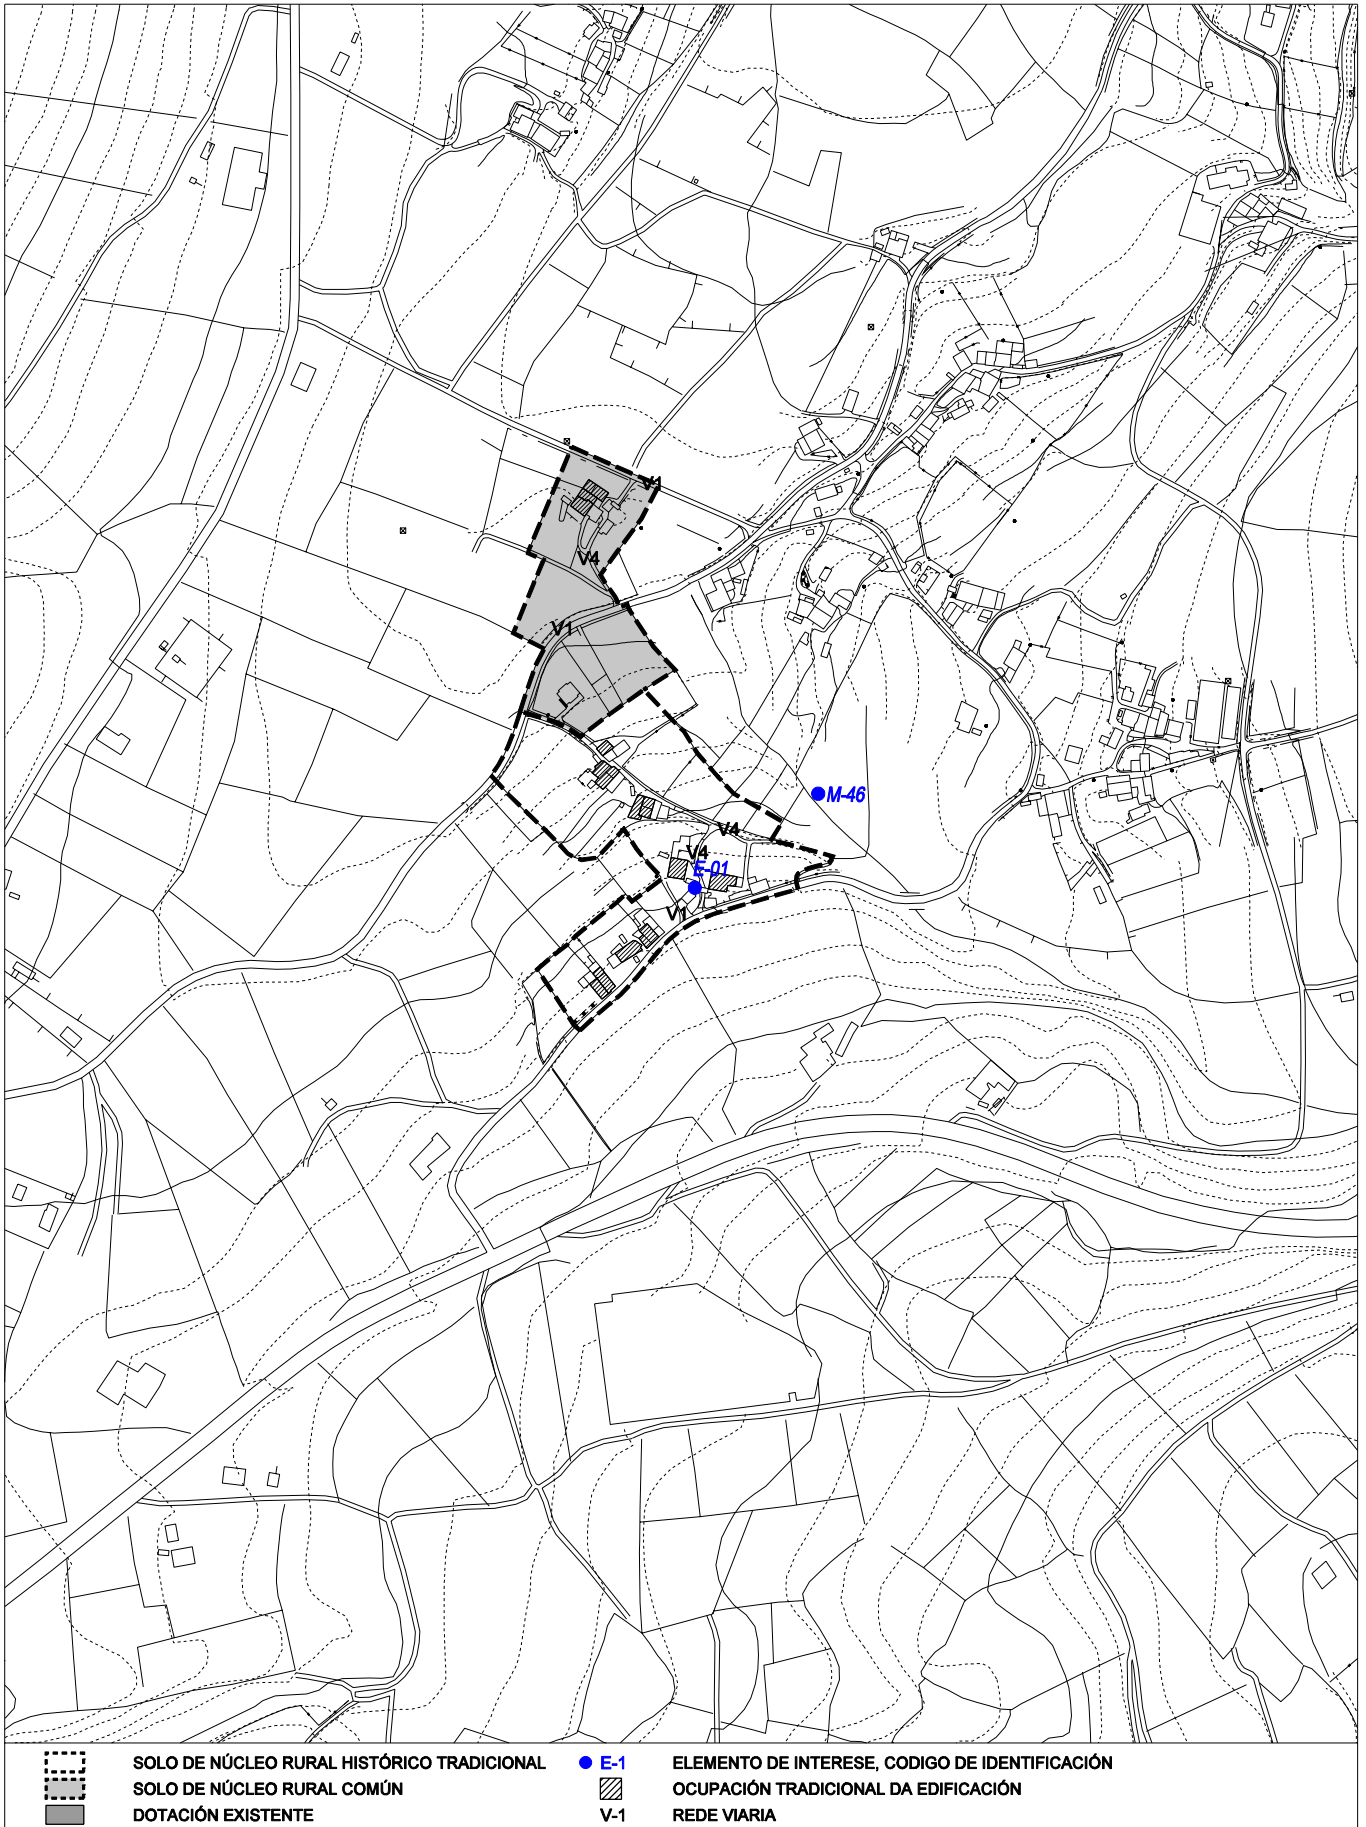 V1
V4
V1
M-46
V4
V4
E-01
V1
SOLO DE NÚCLEO RURAL HISTÓRICO TRADICIONAL
E-1 ELEMENTO DE INTERESE, CODIGO DE IDENTIFICACIÓN
SOLO DE NÚCLEO RURAL COMÚN
OCUPACIÓN TRADICIONAL DA EDIFICACIÓN
DOTACIÓN EXISTENTE
V-1 REDE VIARIA